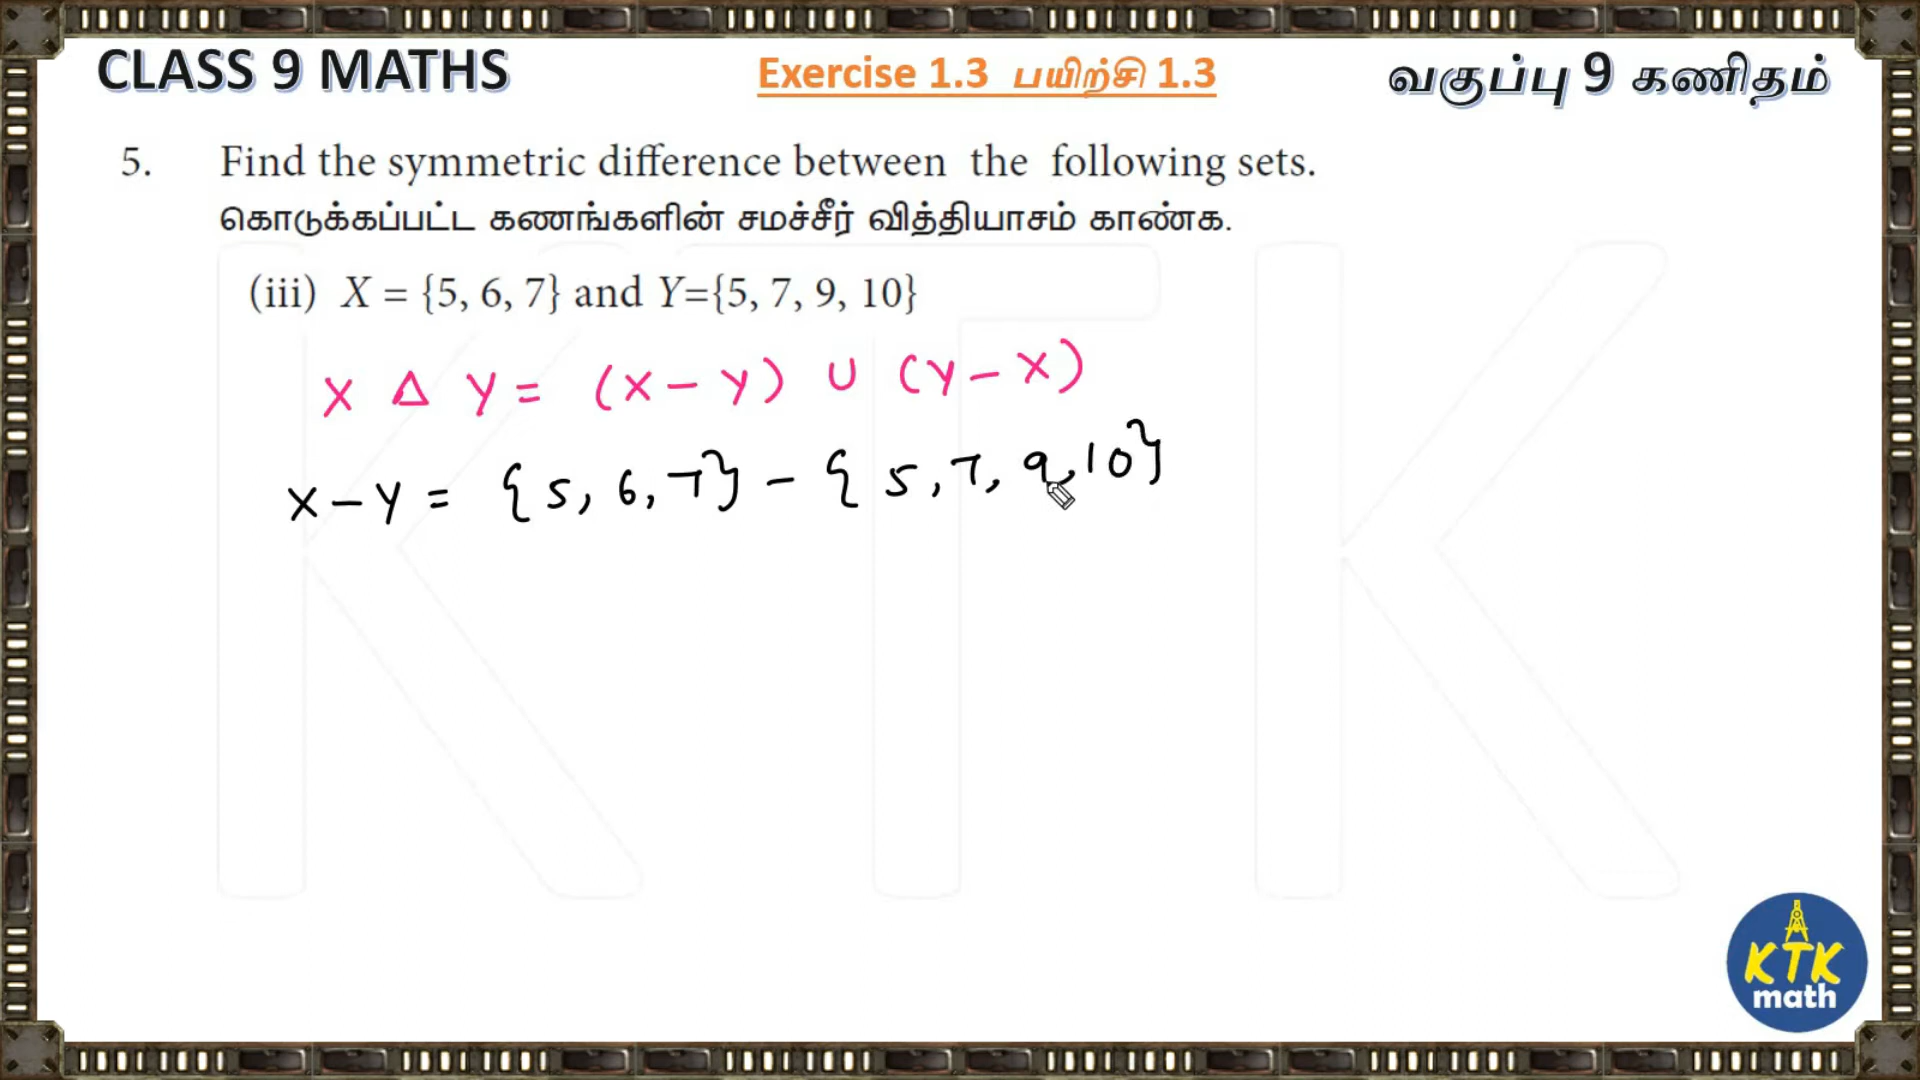 CLASS 9 MATHS Exercise 1.3 பயிற்சி 1.3 வகுப்பு 9 கணிதம்
5. Find the symmetric difference between the following sets.
கொடுக்கப்பட்ட கணங்களின் சமச்சீர் வித்தியாசம் காண்க.
(iii) X = {5, 6, 7} and Y={5, 7, 9, 10}
X Δ Y = (X - Y) ∪ (Y - X)
X - Y = {5, 6, 7} - {5, 7, 9, 10}
KTK
math